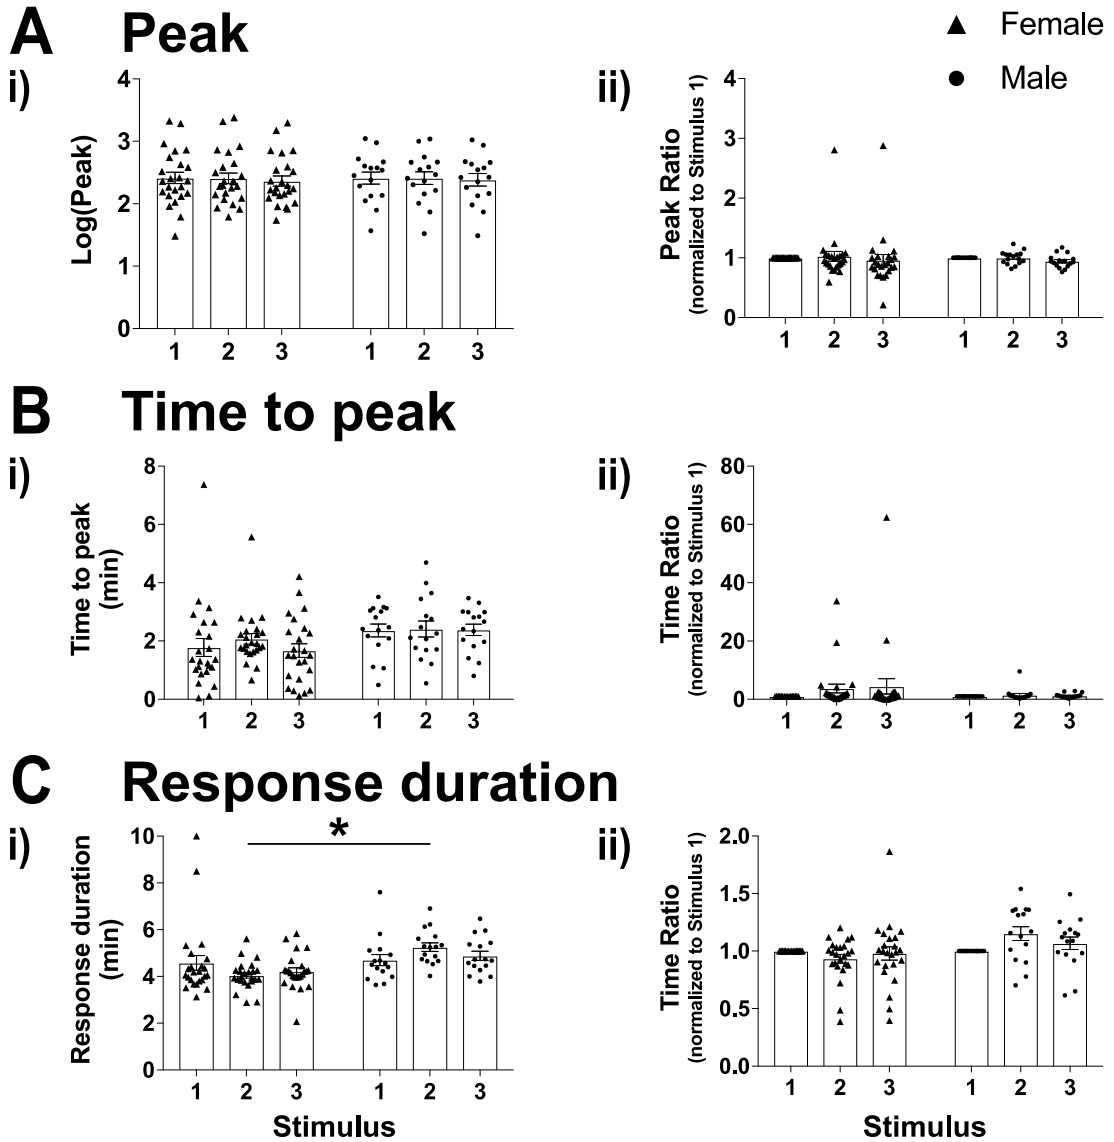 A Peak
▲ Female
● Male
i)
Log(Peak)
4
3
2
1
0
1 2 3 1 2 3
ii)
Peak Ratio
(normalized to Stimulus 1)
4
3
2
1
0
1 2 3 1 2 3
B Time to peak
i)
Time to peak
(min)
8
6
4
2
0
1 2 3 1 2 3
ii)
Time Ratio
(normalized to Stimulus 1)
80
60
40
20
0
1 2 3 1 2 3
C Response duration
i)
Response duration
(min)
10
8
6
4
2
0
*
1 2 3 1 2 3
Stimulus
ii)
Time Ratio
(normalized to Stimulus 1)
2.0
1.5
1.0
0.5
0.0
1 2 3 1 2 3
Stimulus